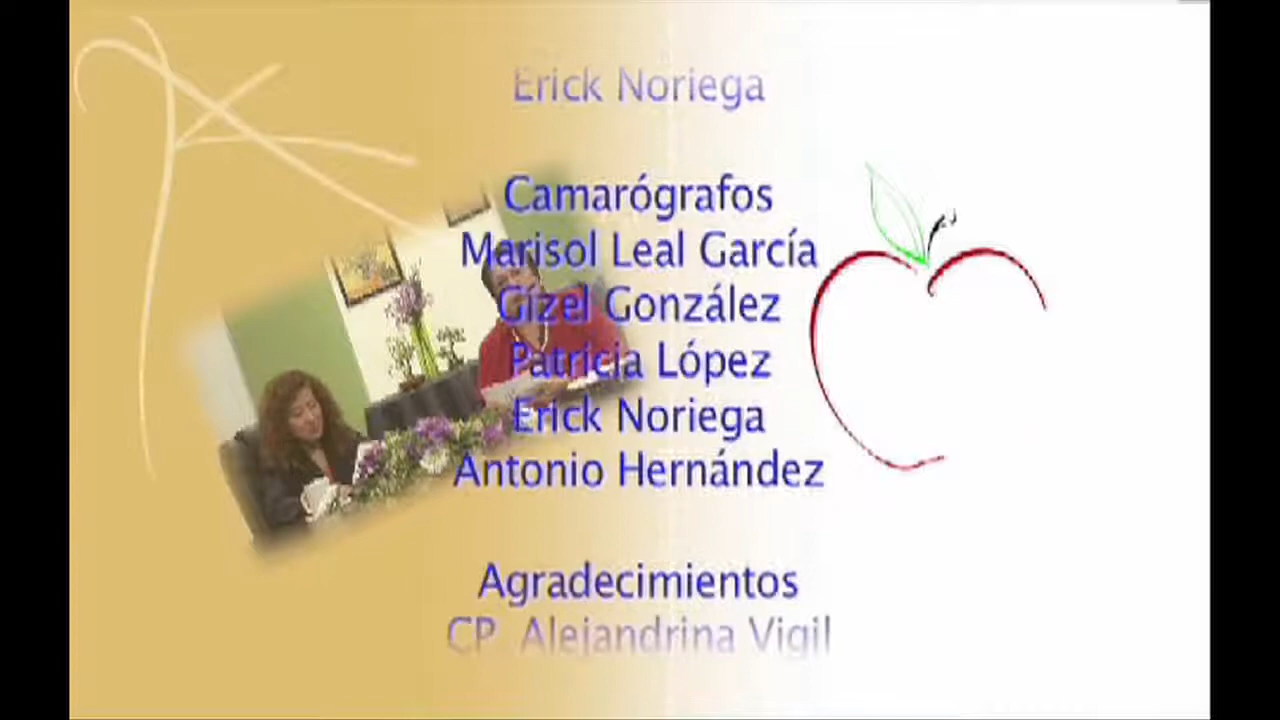 Erick Noriega
Camarógrafos
Marisol Leal García
Gízel González
Patricia López
Erick Noriega
Antonio Hernández
Agradecimientos
CP. Alejandrina Vigil